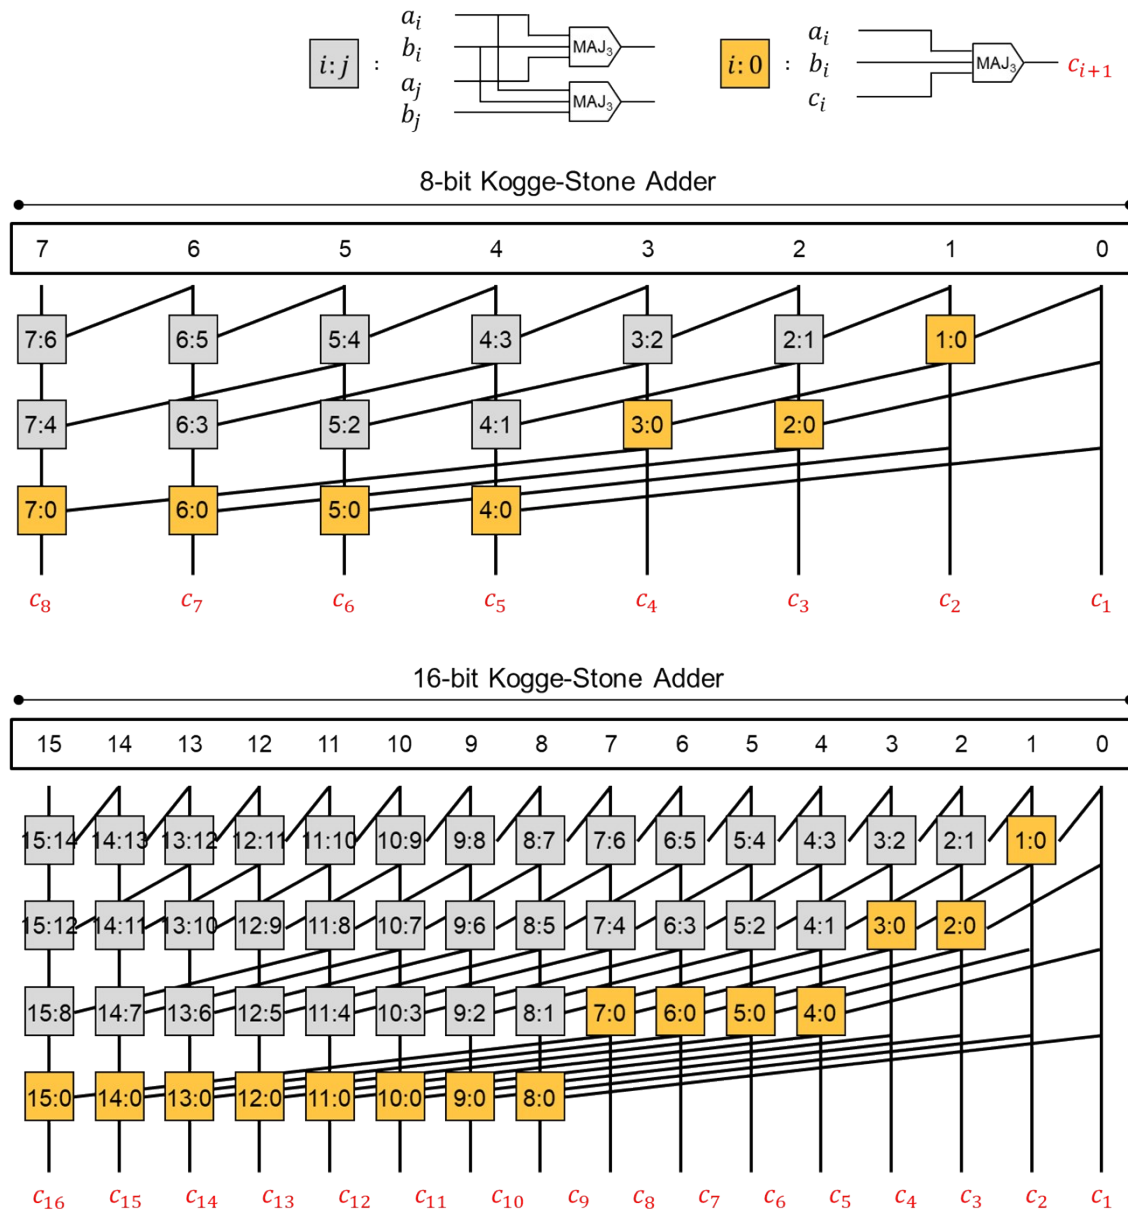 a_i
b_i
a_j
b_j
i:j :
MAJ₃
MAJ₃
i:0 :
a_i
b_i
c_i
MAJ₃
c_{i+1}
8-bit Kogge-Stone Adder
7 6 5 4 3 2 1 0
7:6 6:5 5:4 4:3 3:2 2:1 1:0
7:4 6:3 5:2 4:1 3:0 2:0
7:0 6:0 5:0 4:0
c₈ c₇ c₆ c₅ c₄ c₃ c₂ c₁
16-bit Kogge-Stone Adder
15 14 13 12 11 10 9 8 7 6 5 4 3 2 1 0
15:14 14:13 13:12 12:11 11:10 10:9 9:8 8:7 7:6 6:5 5:4 4:3 3:2 2:1 1:0
15:12 14:11 13:10 12:9 11:8 10:7 9:6 8:5 7:4 6:3 5:2 4:1 3:0 2:0
15:8 14:7 13:6 12:5 11:4 10:3 9:2 8:1 7:0 6:0 5:0 4:0
15:0 14:0 13:0 12:0 11:0 10:0 9:0 8:0
c₁₆ c₁₅ c₁₄ c₁₃ c₁₂ c₁₁ c₁₀ c₉ c₈ c₇ c₆ c₅ c₄ c₃ c₂ c₁